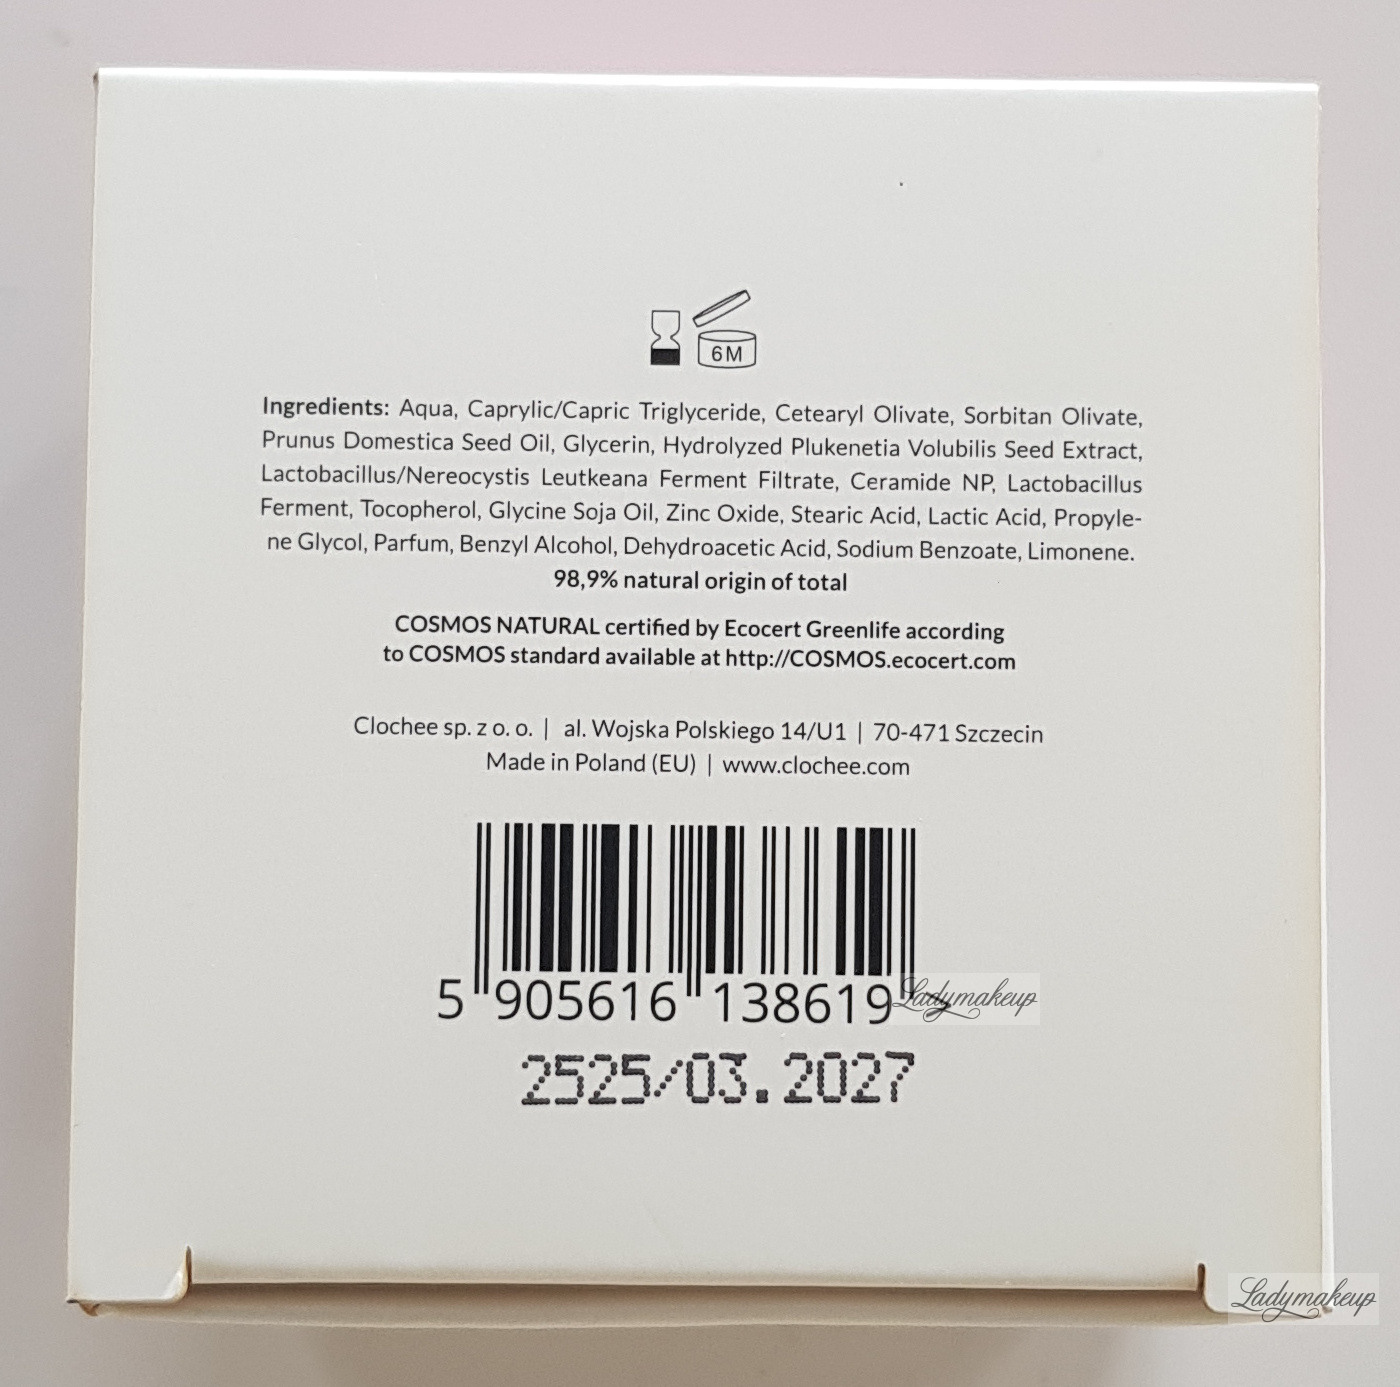 6M
Ingredients: Aqua, Caprylic/Capric Triglyceride, Cetearyl Olivate, Sorbitan Olivate,
Prunus Domestica Seed Oil, Glycerin, Hydrolyzed Plukenetia Volubilis Seed Extract,
Lactobacillus/Nereocystis Leutkeana Ferment Filtrate, Ceramide NP, Lactobacillus
Ferment, Tocopherol, Glycine Soja Oil, Zinc Oxide, Stearic Acid, Lactic Acid, Propyle-
ne Glycol, Parfum, Benzyl Alcohol, Dehydroacetic Acid, Sodium Benzoate, Limonene.
98,9% natural origin of total
COSMOS NATURAL certified by Ecocert Greenlife according
to COSMOS standard available at http://COSMOS.ecocert.com
Clochee sp. z o. o. | al. Wojska Polskiego 14/U1 | 70-471 Szczecin
Made in Poland (EU) | www.clochee.com
5 905616 138619
Ladymakeup
2525/03.2027
Ladymakeup